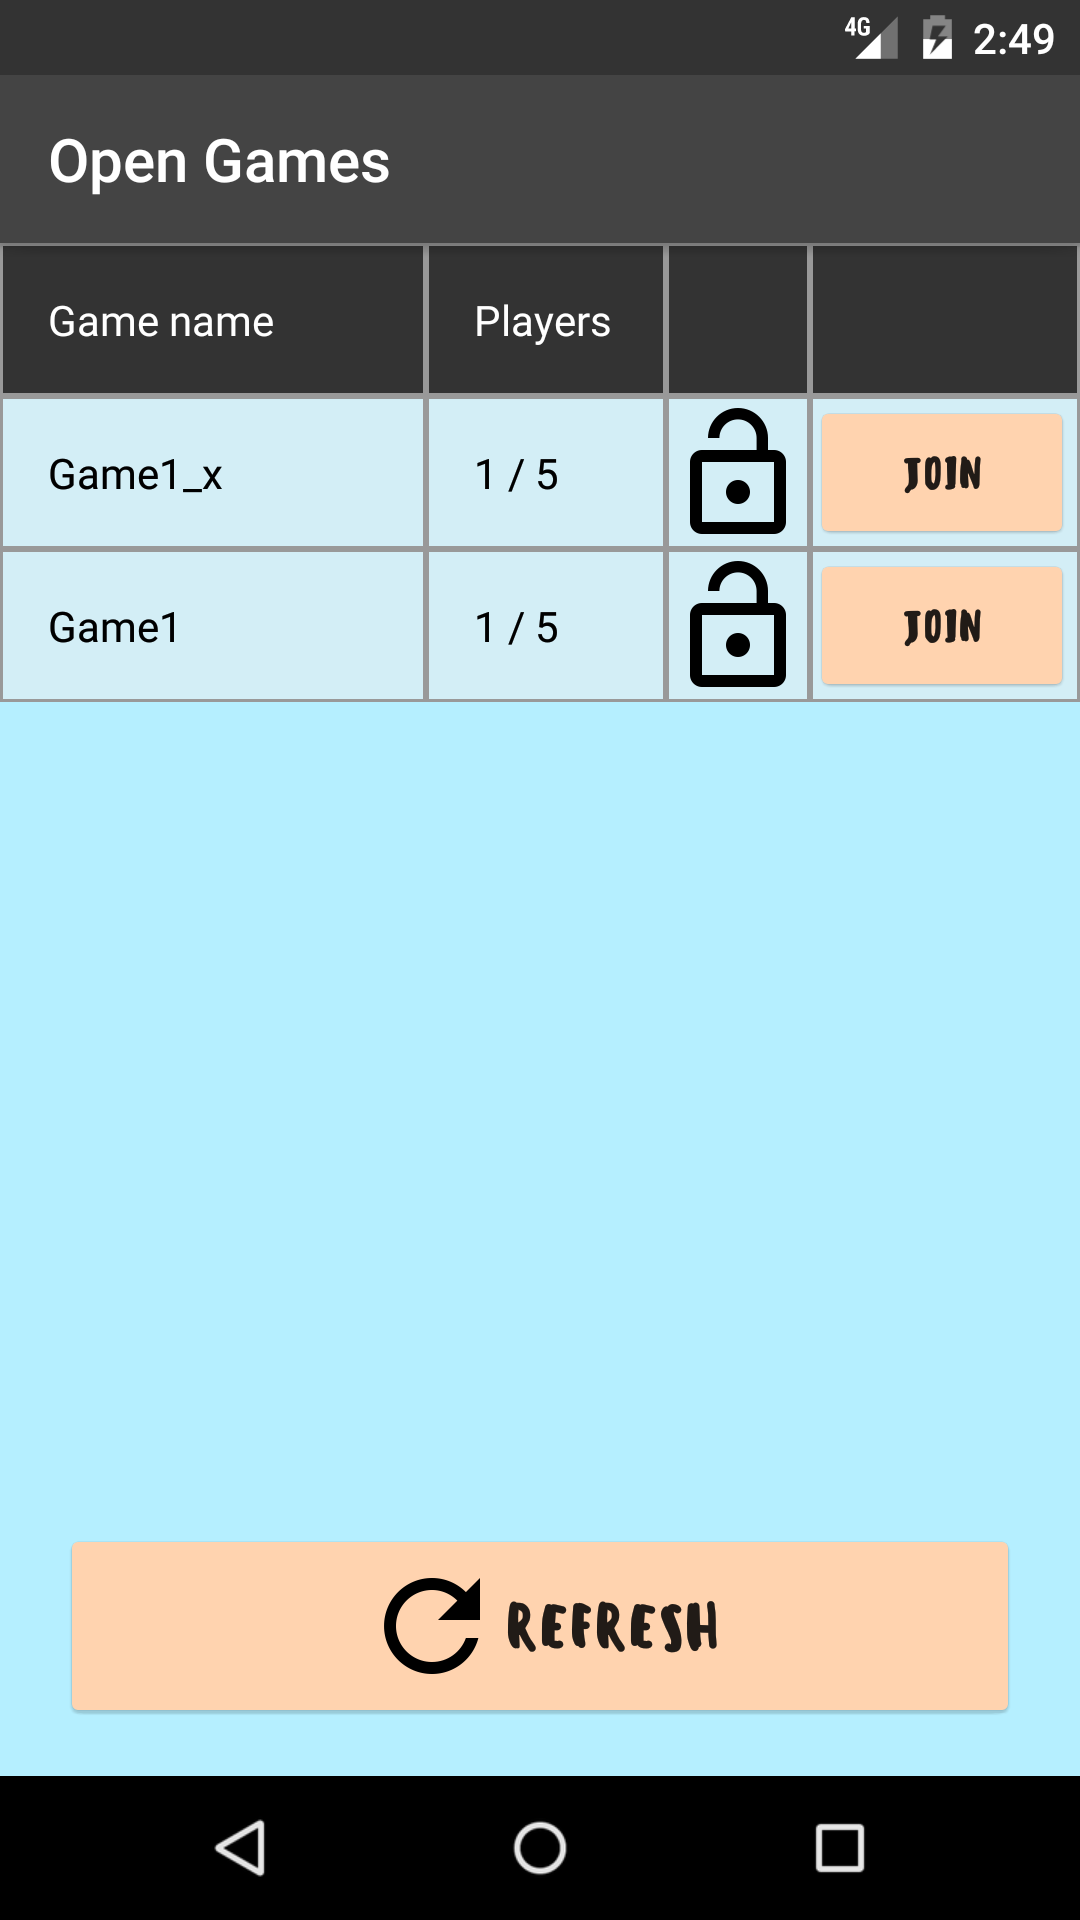 4G 2:49
Open Games
Game name Players
Game1_x 1 / 5 JOIN
Game1 1 / 5 JOIN
REFRESH